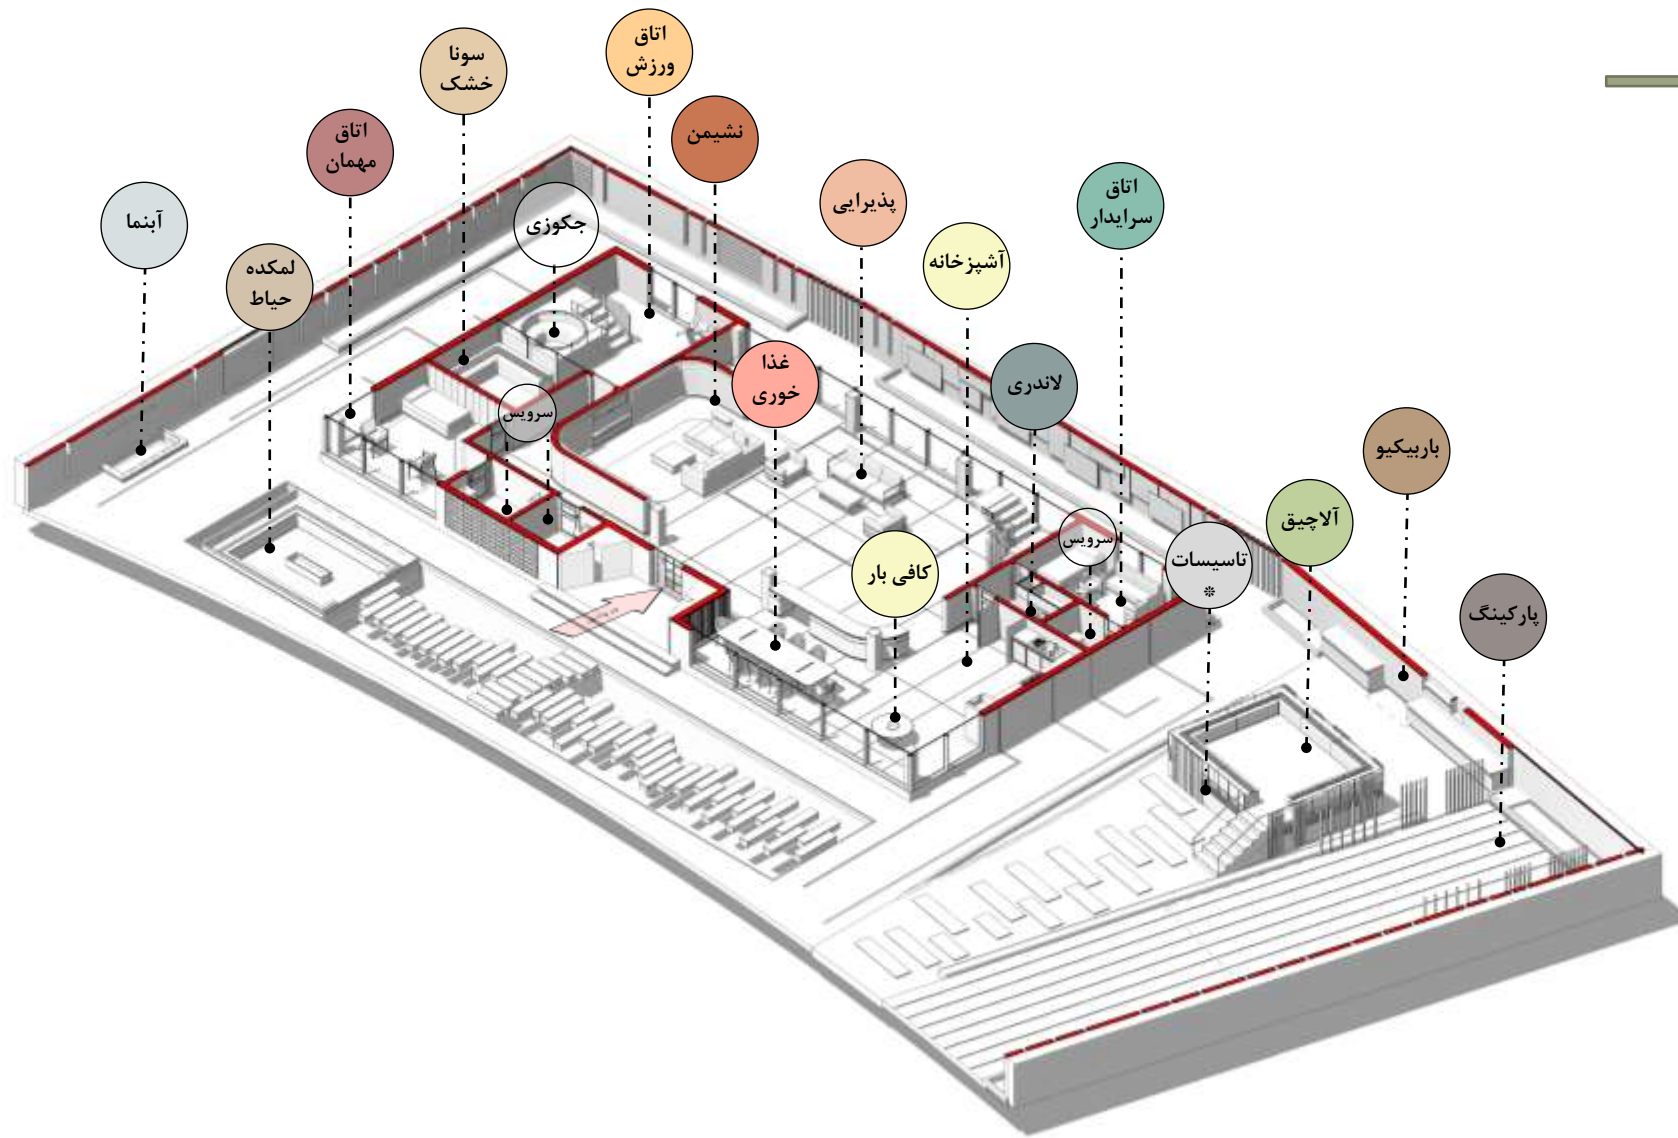 اتاق
ورزش
سونا
خشک
نشیمن
اتاق
مهمان
پذیرایی
اتاق
سرایدار
آبنما
جکوزی
آشپزخانه
لمکده
حیاط
غذا
خوری
لاندری
سرویس
باربیکیو
آلاچیق
سرویس
تاسیسات
*
کافی بار
پارکینگ